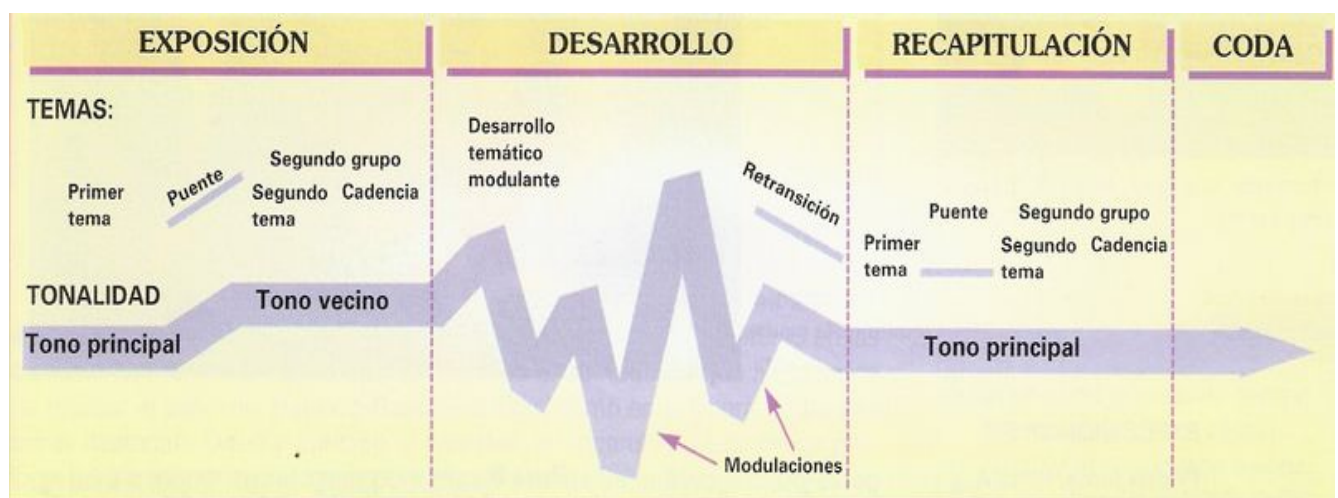 EXPOSICIÓN
DESARROLLO
RECAPITULACIÓN
CODA
TEMAS:
Primer
tema
Puente
Segundo grupo
Segundo Cadencia
tema
TONALIDAD
Tono principal
Tono vecino
Desarrollo
temático
modulante
Retransición
Modulaciones
Puente Segundo grupo
Primer
tema
Segundo Cadencia
tema
Tono principal